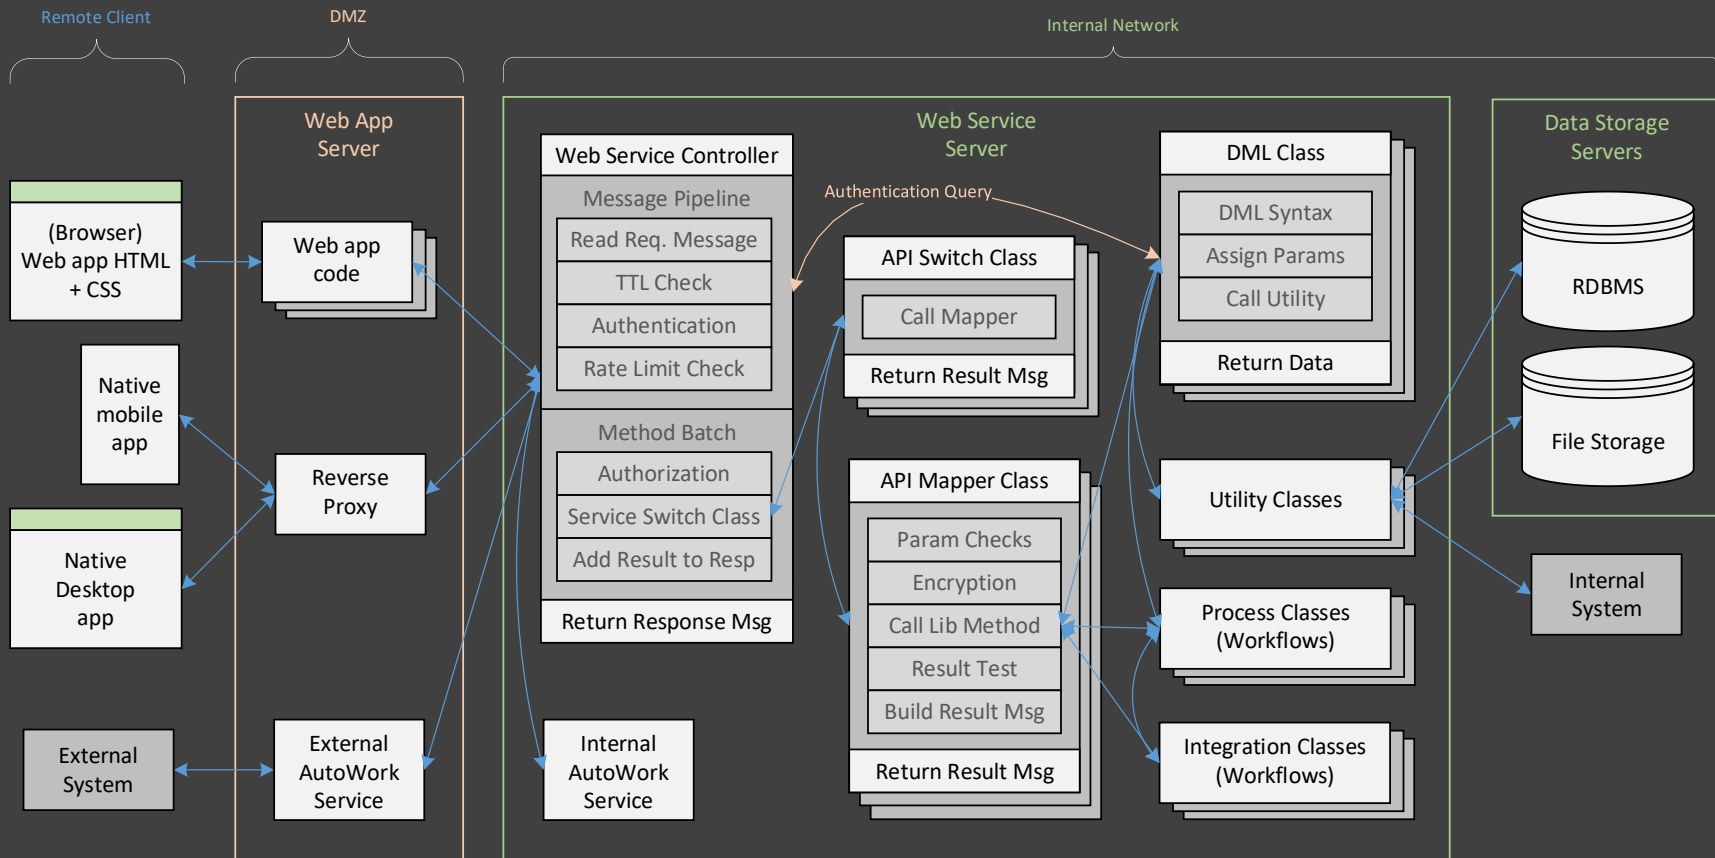 Remote Client
DMZ
Internal Network
Web App
Server
Web Service
Server
Data Storage
Servers
(Browser)
Web app HTML
+ CSS
Native
mobile
app
Native
Desktop
app
External
System
Web app
code
Reverse
Proxy
External
AutoWork
Service
Web Service Controller
Message Pipeline
Read Req. Message
TTL Check
Authentication
Rate Limit Check
Method Batch
Authorization
Service Switch Class
Add Result to Resp
Return Response Msg
Internal
AutoWork
Service
Authentication Query
API Switch Class
Call Mapper
Return Result Msg
API Mapper Class
Param Checks
Encryption
Call Lib Method
Result Test
Build Result Msg
Return Result Msg
DML Class
DML Syntax
Assign Params
Call Utility
Return Data
Utility Classes
Process Classes
(Workflows)
Integration Classes
(Workflows)
RDBMS
File Storage
Internal
System